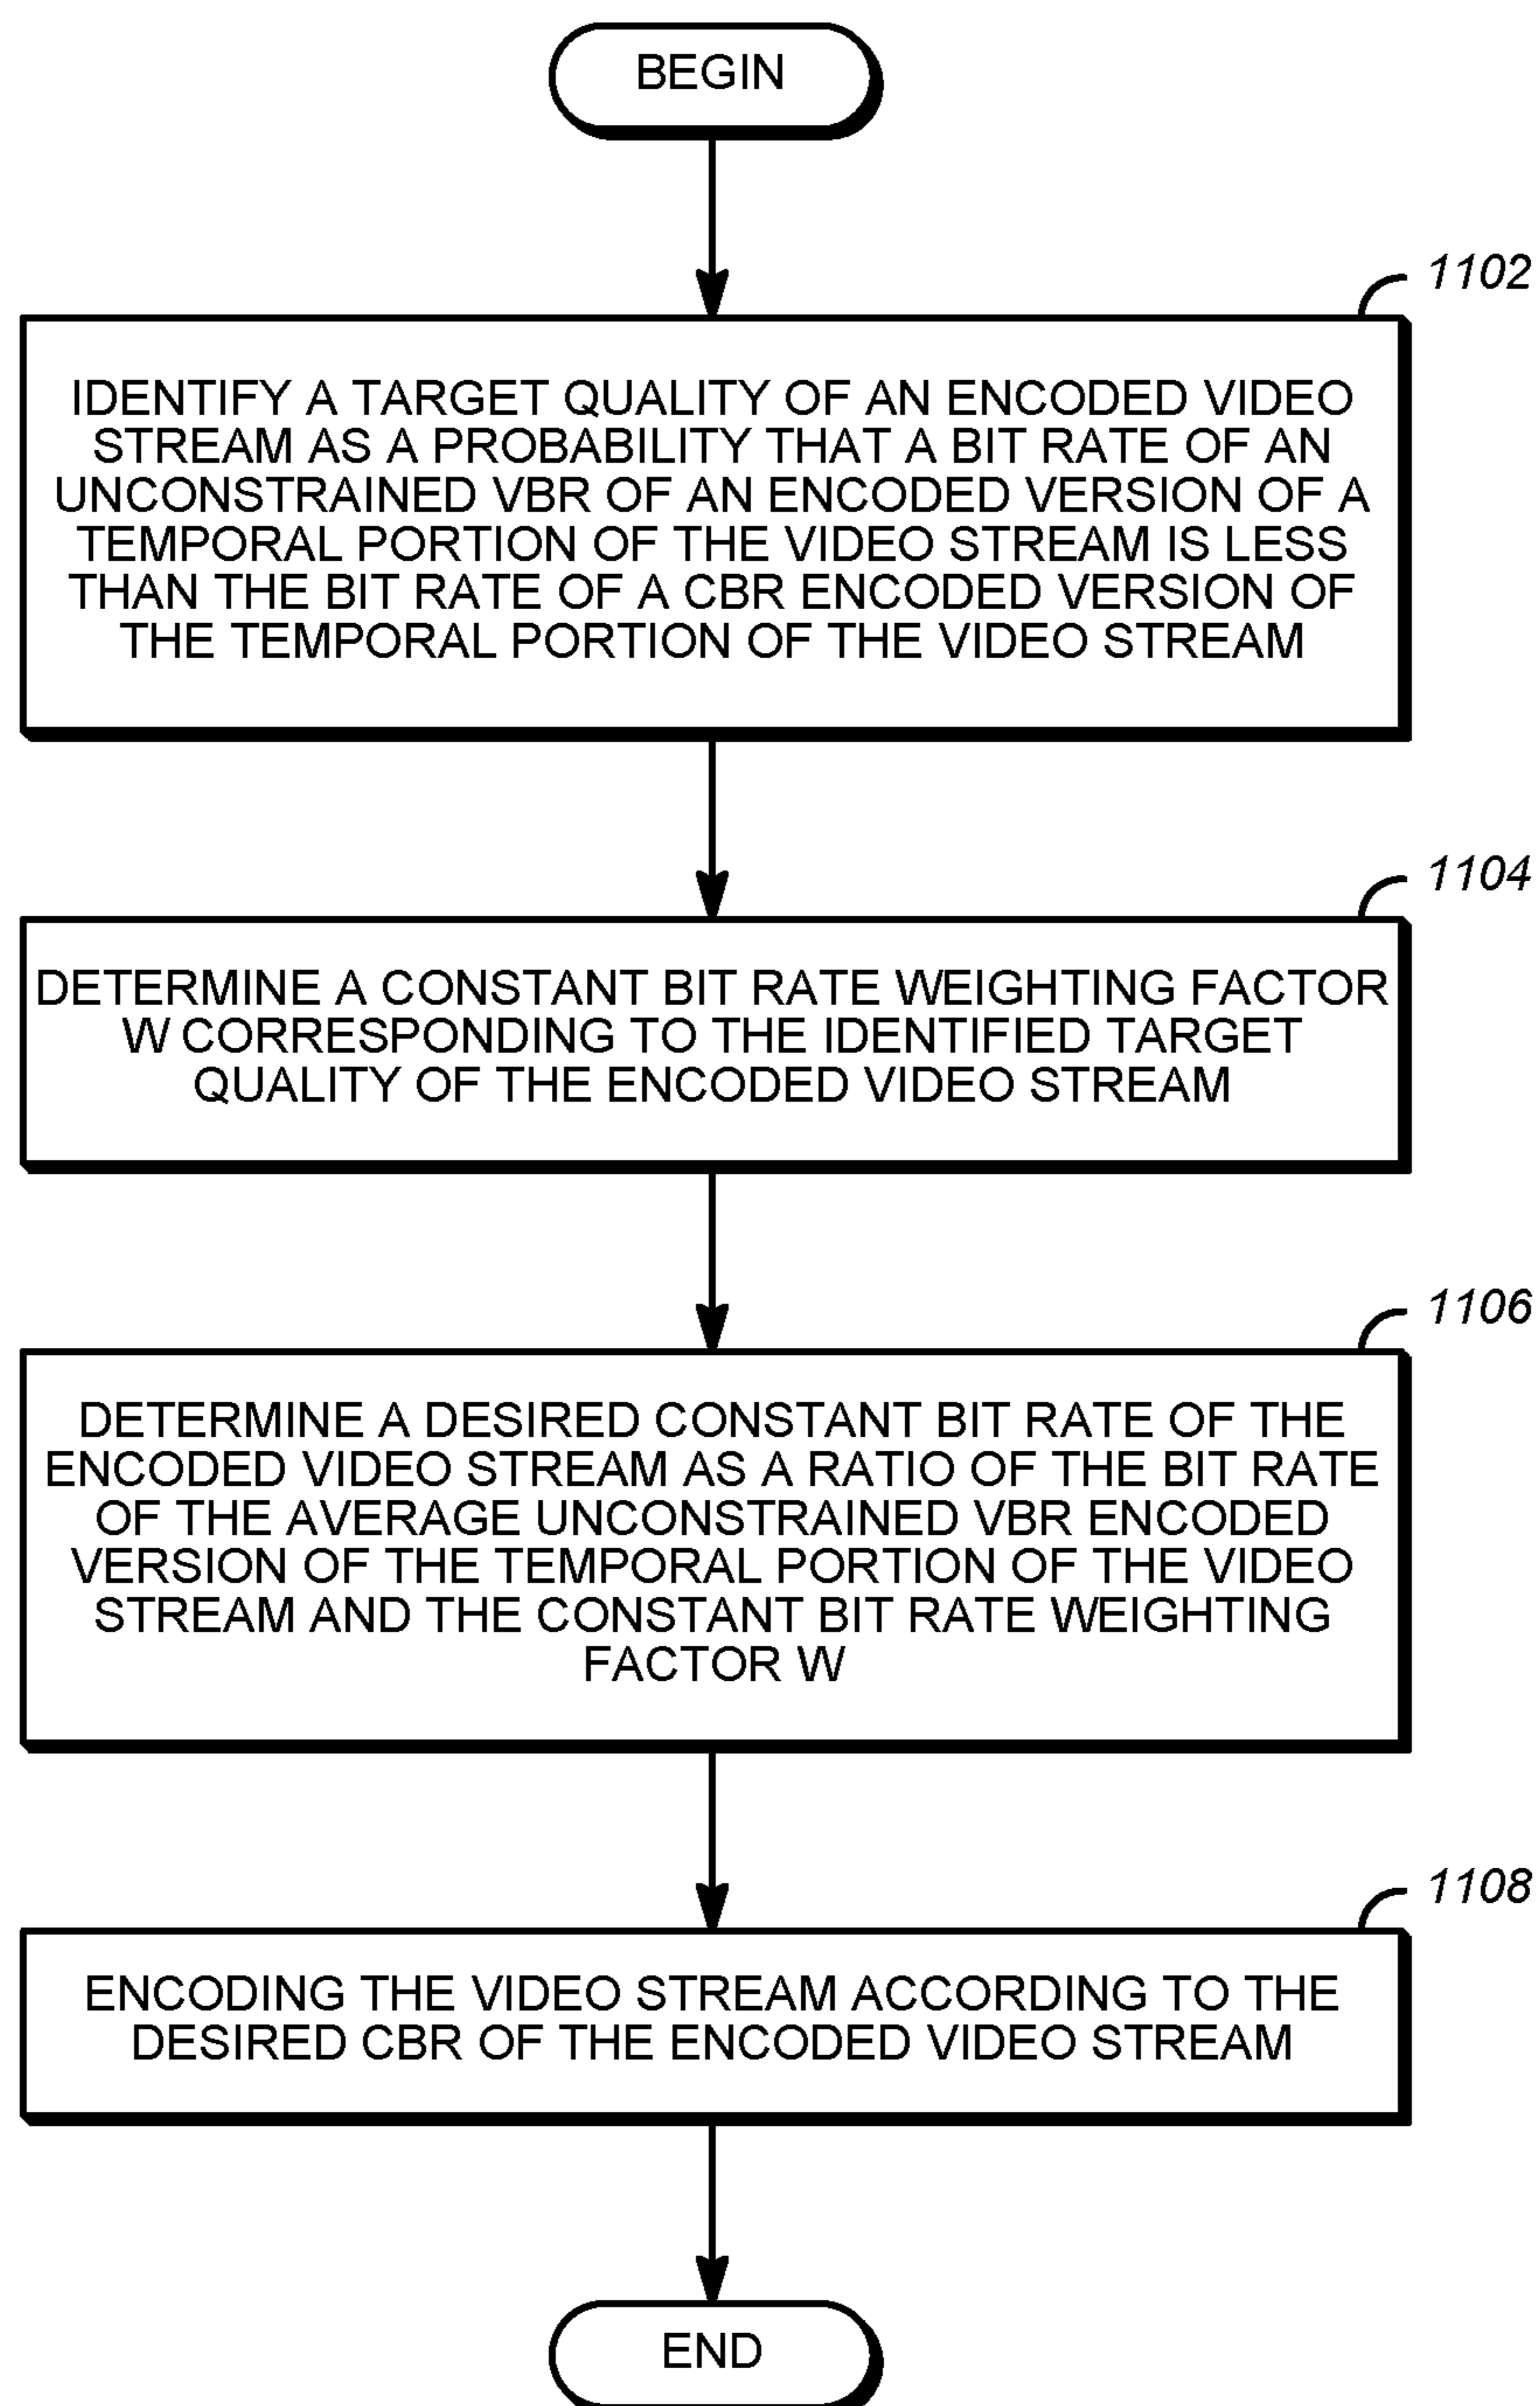 BEGIN
1102
IDENTIFY A TARGET QUALITY OF AN ENCODED VIDEO
STREAM AS A PROBABILITY THAT A BIT RATE OF AN
UNCONSTRAINED VBR OF AN ENCODED VERSION OF A
TEMPORAL PORTION OF THE VIDEO STREAM IS LESS
THAN THE BIT RATE OF A CBR ENCODED VERSION OF
THE TEMPORAL PORTION OF THE VIDEO STREAM
1104
DETERMINE A CONSTANT BIT RATE WEIGHTING FACTOR
W CORRESPONDING TO THE IDENTIFIED TARGET
QUALITY OF THE ENCODED VIDEO STREAM
1106
DETERMINE A DESIRED CONSTANT BIT RATE OF THE
ENCODED VIDEO STREAM AS A RATIO OF THE BIT RATE
OF THE AVERAGE UNCONSTRAINED VBR ENCODED
VERSION OF THE TEMPORAL PORTION OF THE VIDEO
STREAM AND THE CONSTANT BIT RATE WEIGHTING
FACTOR W
1108
ENCODING THE VIDEO STREAM ACCORDING TO THE
DESIRED CBR OF THE ENCODED VIDEO STREAM
END